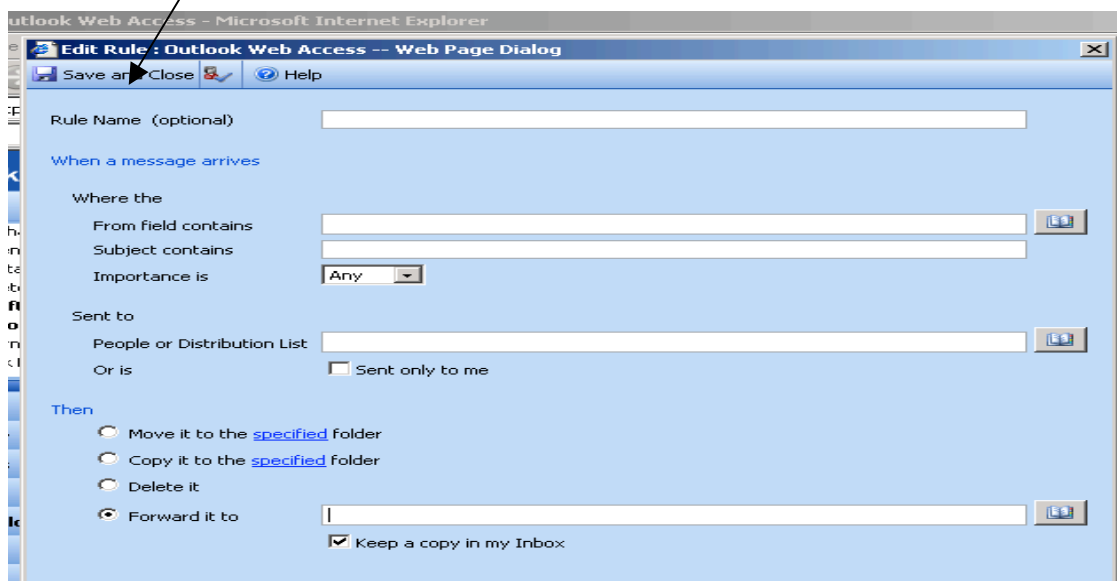 utlook Web Access - Microsoft Internet Explorer
Edit Rule : Outlook Web Access -- Web Page Dialog
Save and Close Help
Rule Name (optional)
When a message arrives
Where the
From field contains
Subject contains
Importance is Any
Sent to
People or Distribution List
Or is Sent only to me
Then
Move it to the specified folder
Copy it to the specified folder
Delete it
Forward it to
Keep a copy in my Inbox